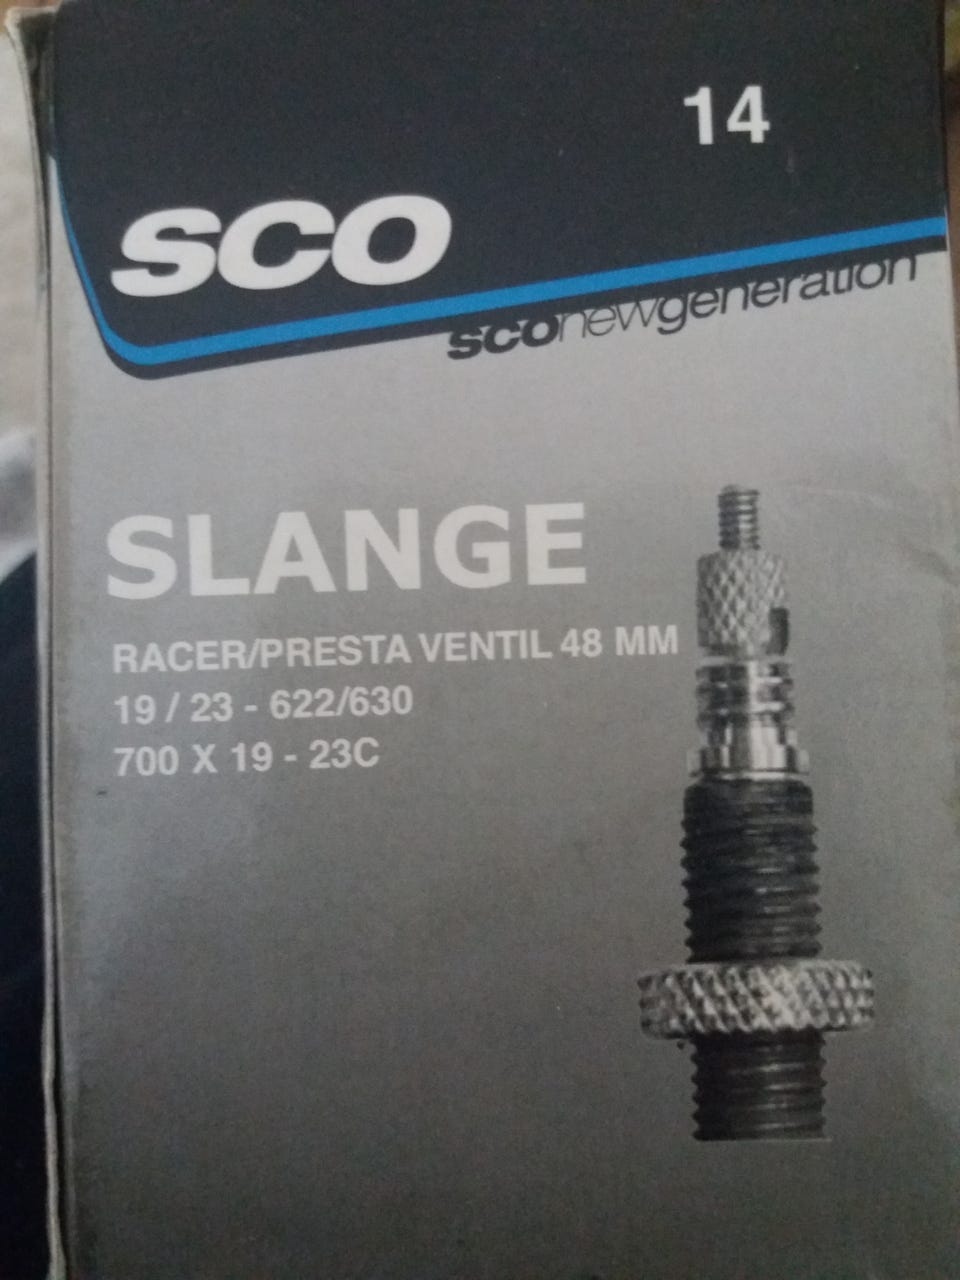 14
sco
sconewgeneration
SLANGE
RACER/PRESTA VENTIL 48 MM
19 / 23 - 622/630
700 X 19 - 23C